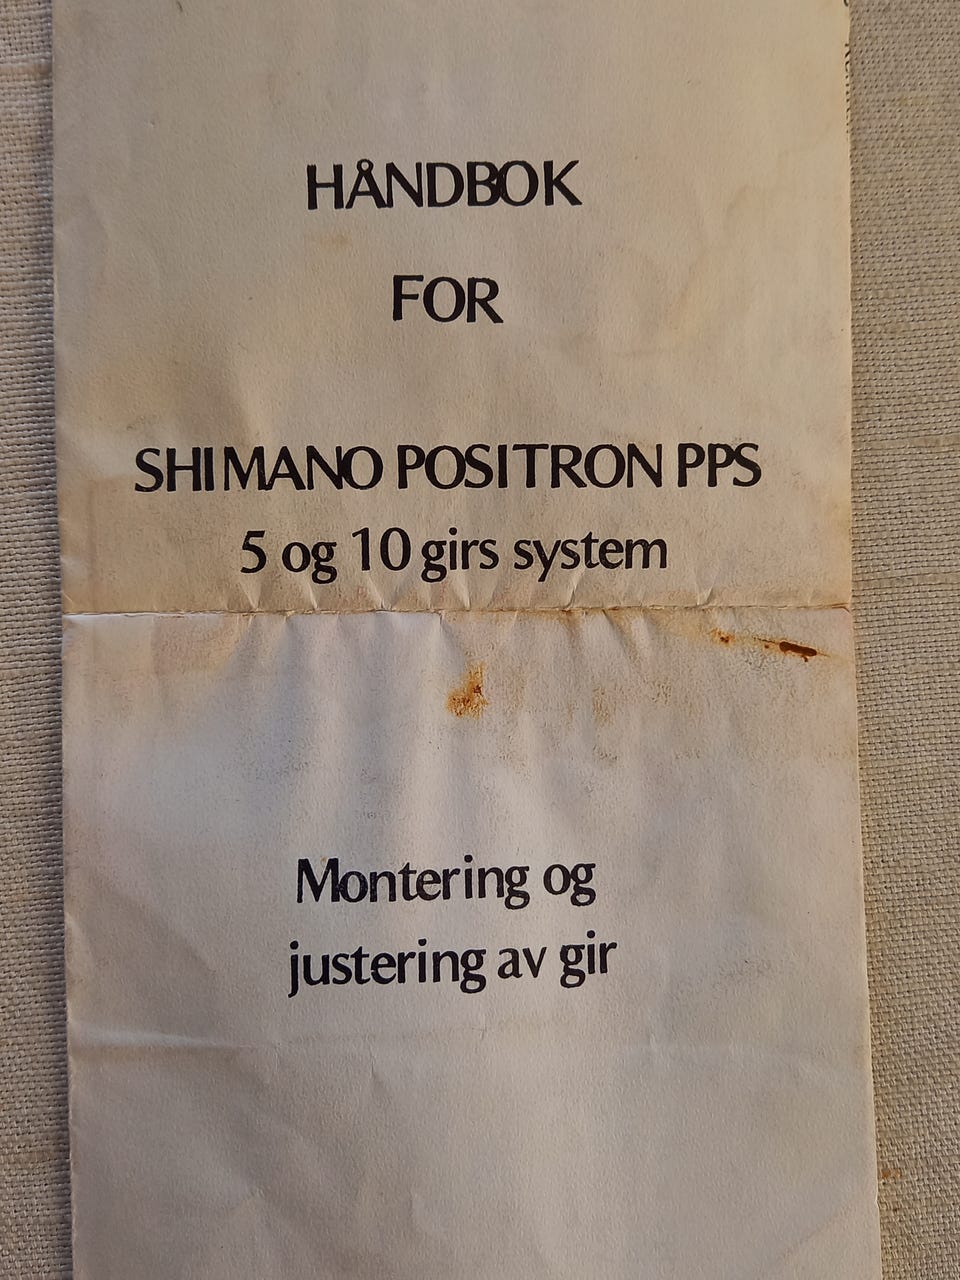 HÅNDBOK
FOR
SHIMANO POSITRON PPS
5 og 10 girs system
Montering og
justering av gir